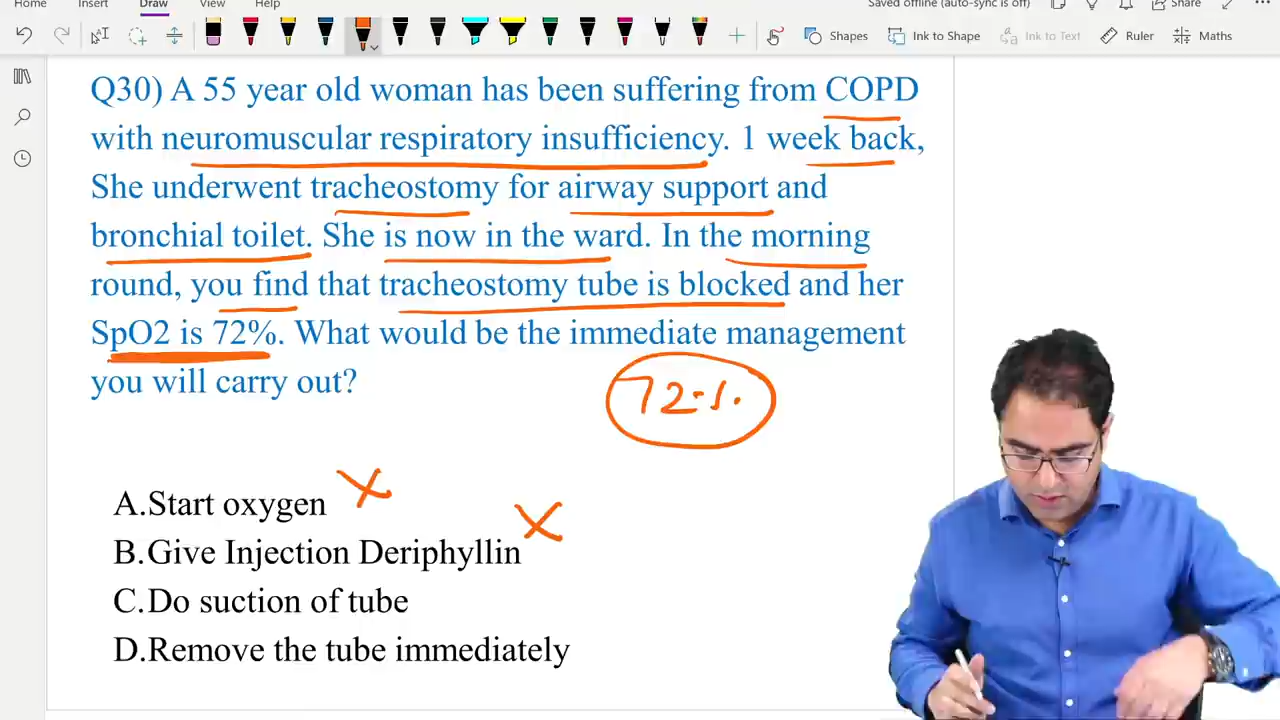 Home Insert Draw View Help Saved offline (auto-sync is off) Share
Shapes Ink to Shape Ink to Text Ruler Maths
Q30) A 55 year old woman has been suffering from COPD
with neuromuscular respiratory insufficiency. 1 week back,
She underwent tracheostomy for airway support and
bronchial toilet. She is now in the ward. In the morning
round, you find that tracheostomy tube is blocked and her
SpO2 is 72%. What would be the immediate management
you will carry out?
72%
A.Start oxygen
B.Give Injection Deriphyllin
C.Do suction of tube
D.Remove the tube immediately